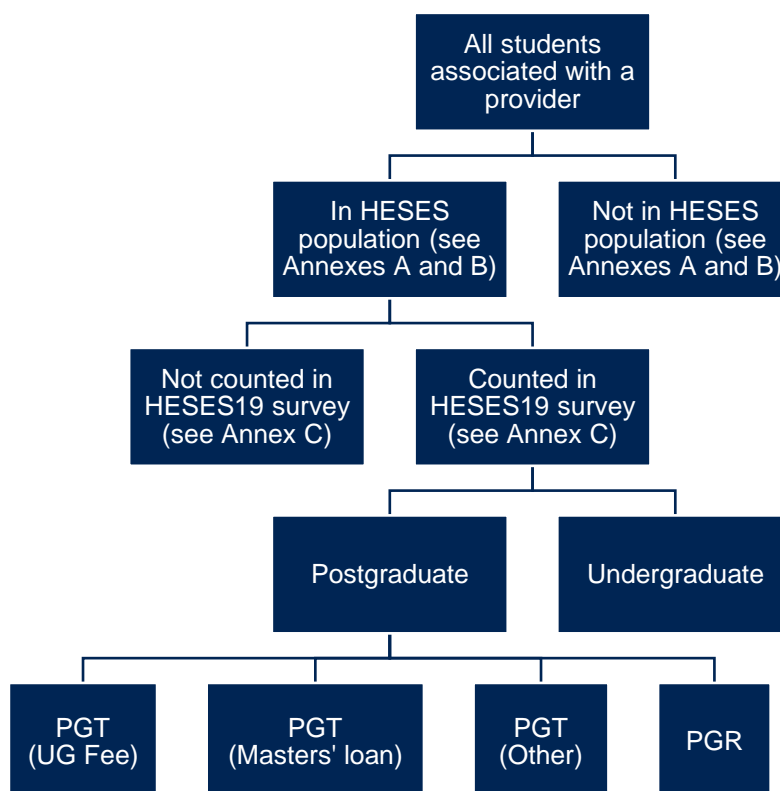 All students
associated with a
provider
In HESES
population (see
Annexes A and B)
Not in HESES
population (see
Annexes A and B)
Not counted in
HESES19 survey
(see Annex C)
Counted in
HESES19 survey
(see Annex C)
Postgraduate
Undergraduate
PGT
(UG Fee)
PGT
(Masters' loan)
PGT
(Other)
PGR